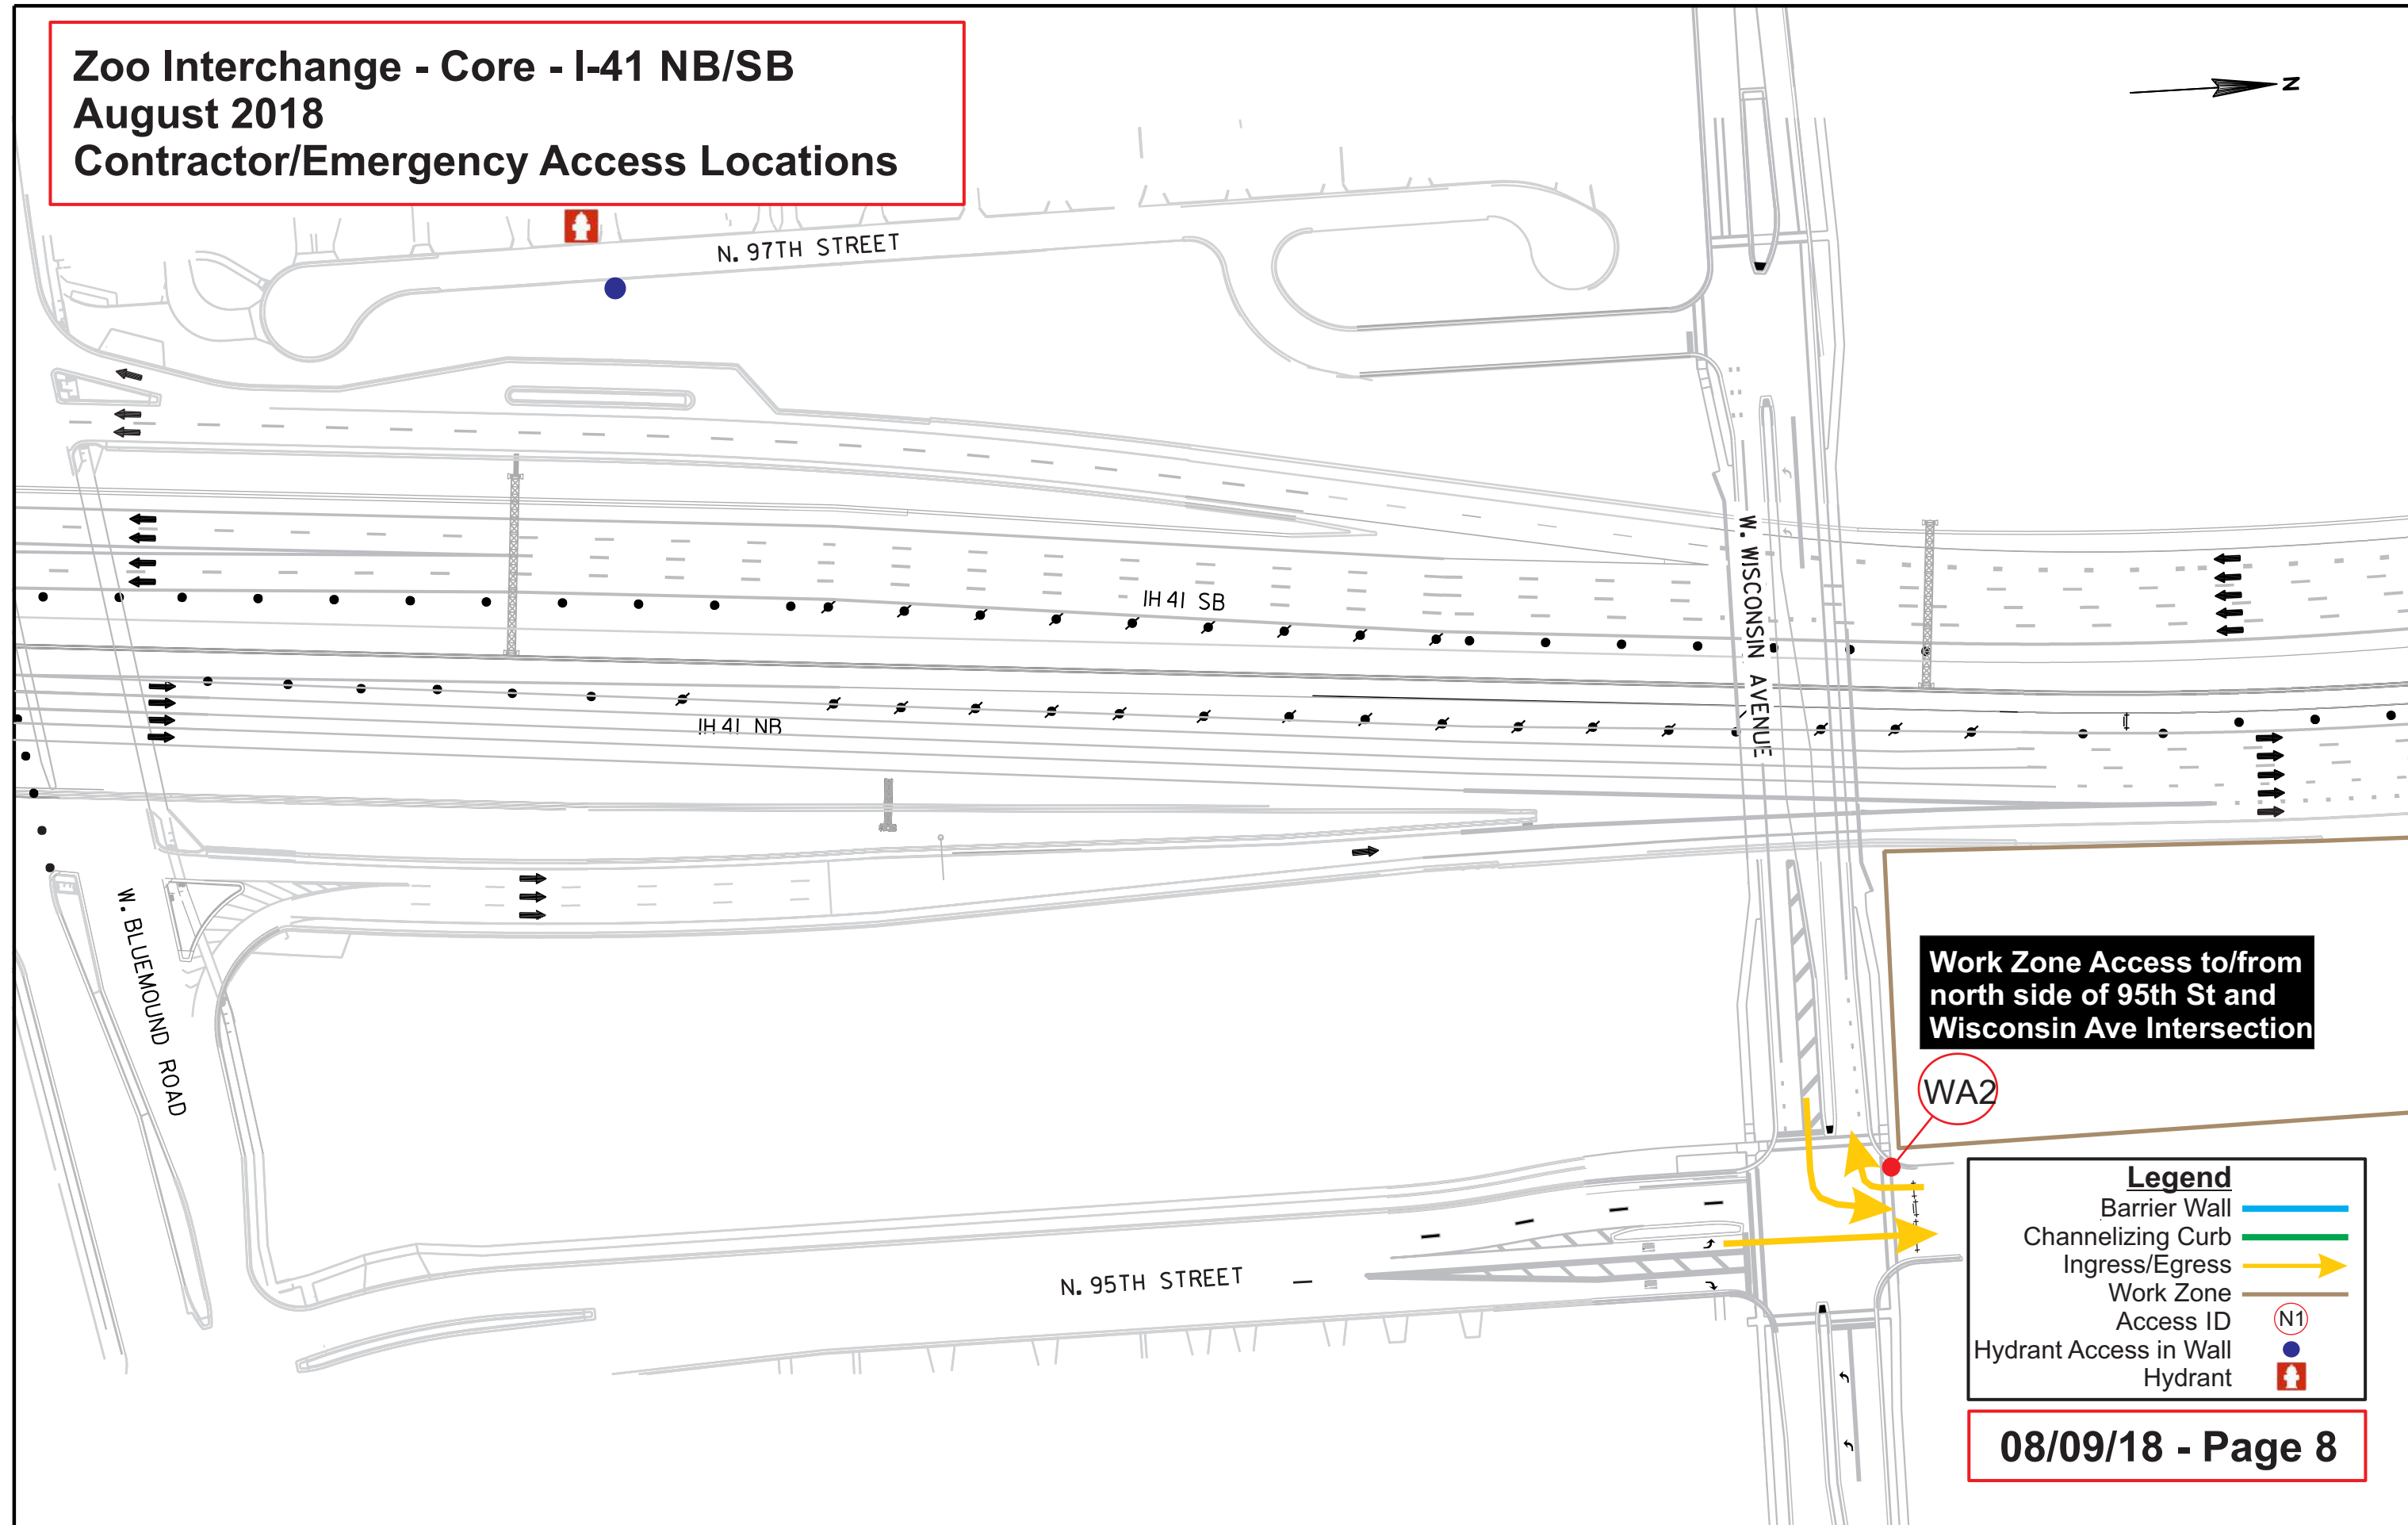 Zoo Interchange - Core - I-41 NB/SB
August 2018
Contractor/Emergency Access Locations
N
N. 97TH STREET
IH 41 SB
W. WISCONSIN AVENUE
IH 41 NB
W. BLUEMOUND ROAD
Work Zone Access to/from
north side of 95th St and
Wisconsin Ave Intersection
WA2
N. 95TH STREET
Legend
Barrier Wall
Channelizing Curb
Ingress/Egress
Work Zone
Access ID
N1
Hydrant Access in Wall
Hydrant
08/09/18 - Page 8